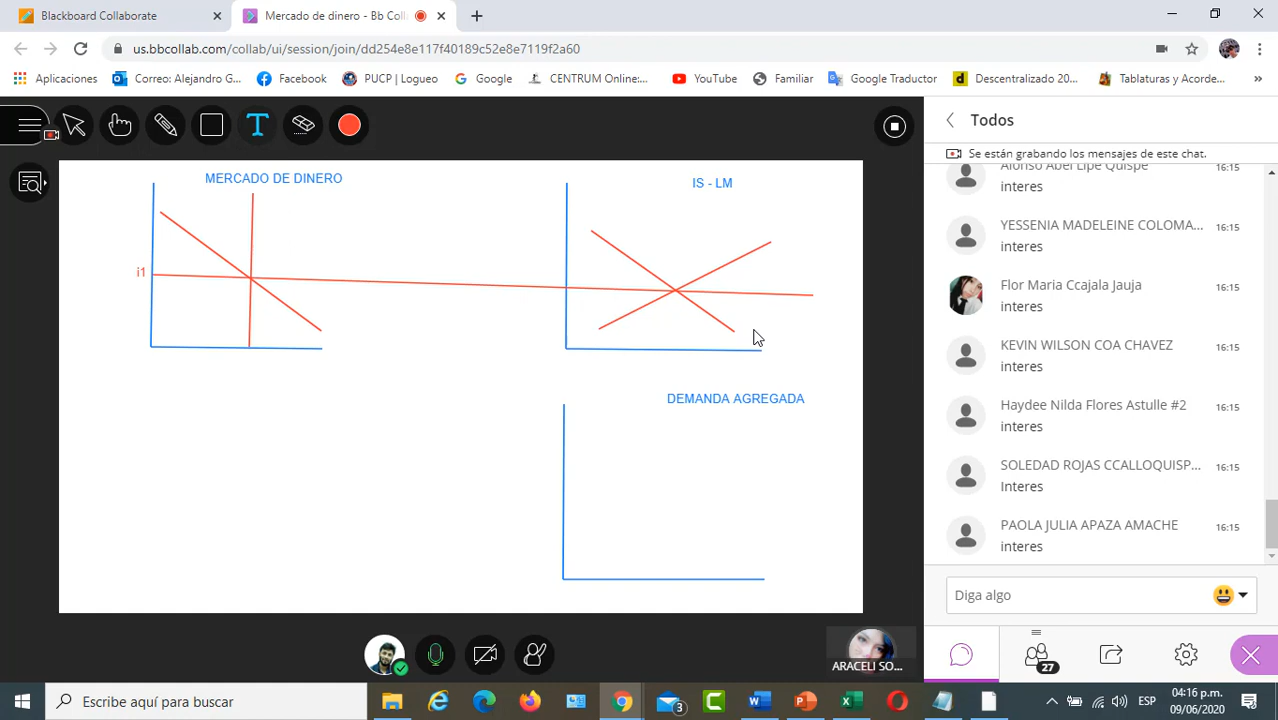 Blackboard Collaborate
Mercado de dinero - Bb Coll
us.bbcollab.com/collab/ui/session/join/dd254e8e117f40189c52e8e7119f2a60
Aplicaciones
Correo: Alejandro G...
Facebook
PUCP | Logueo
Google
CENTRUM Online:...
YouTube
Familiar
Google Traductor
Descentralizado 20...
Tablaturas y Acorde...
»
MERCADO DE DINERO
i1
IS - LM
DEMANDA AGREGADA
Todos
Se están grabando los mensajes de este chat.
Alonso Abel Lipe Quispe
16:15
interes
YESSENIA MADELEINE COLOMA...
16:15
interes
Flor Maria Ccajala Jauja
16:15
interes
KEVIN WILSON COA CHAVEZ
16:15
interes
Haydee Nilda Flores Astulle #2
16:15
interes
SOLEDAD ROJAS CCALLOQUISP...
16:15
Interes
PAOLA JULIA APAZA AMACHE
16:15
interes
Diga algo
ARACELI SO...
27
Escribe aquí para buscar
3
ESP
04:16 p.m.
09/06/2020